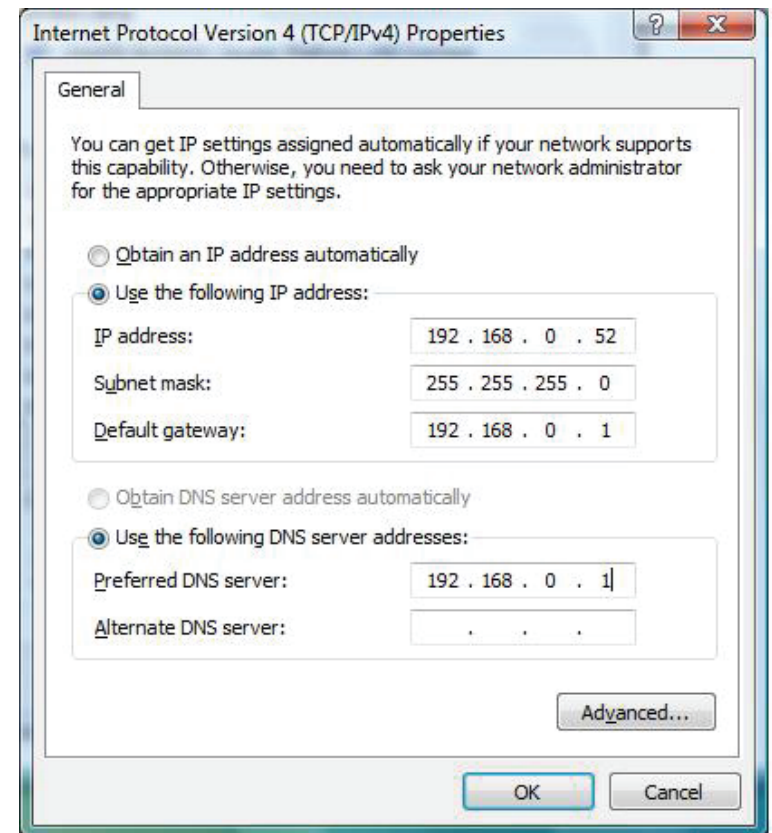 Internet Protocol Version 4 (TCP/IPv4) Properties
General
You can get IP settings assigned automatically if your network supports
this capability. Otherwise, you need to ask your network administrator
for the appropriate IP settings.
Obtain an IP address automatically
Use the following IP address:
IP address: 192 . 168 . 0 . 52
Subnet mask: 255 . 255 . 255 . 0
Default gateway: 192 . 168 . 0 . 1
Obtain DNS server address automatically
Use the following DNS server addresses:
Preferred DNS server: 192 . 168 . 0 . 1
Alternate DNS server: . . .
Advanced...
OK Cancel